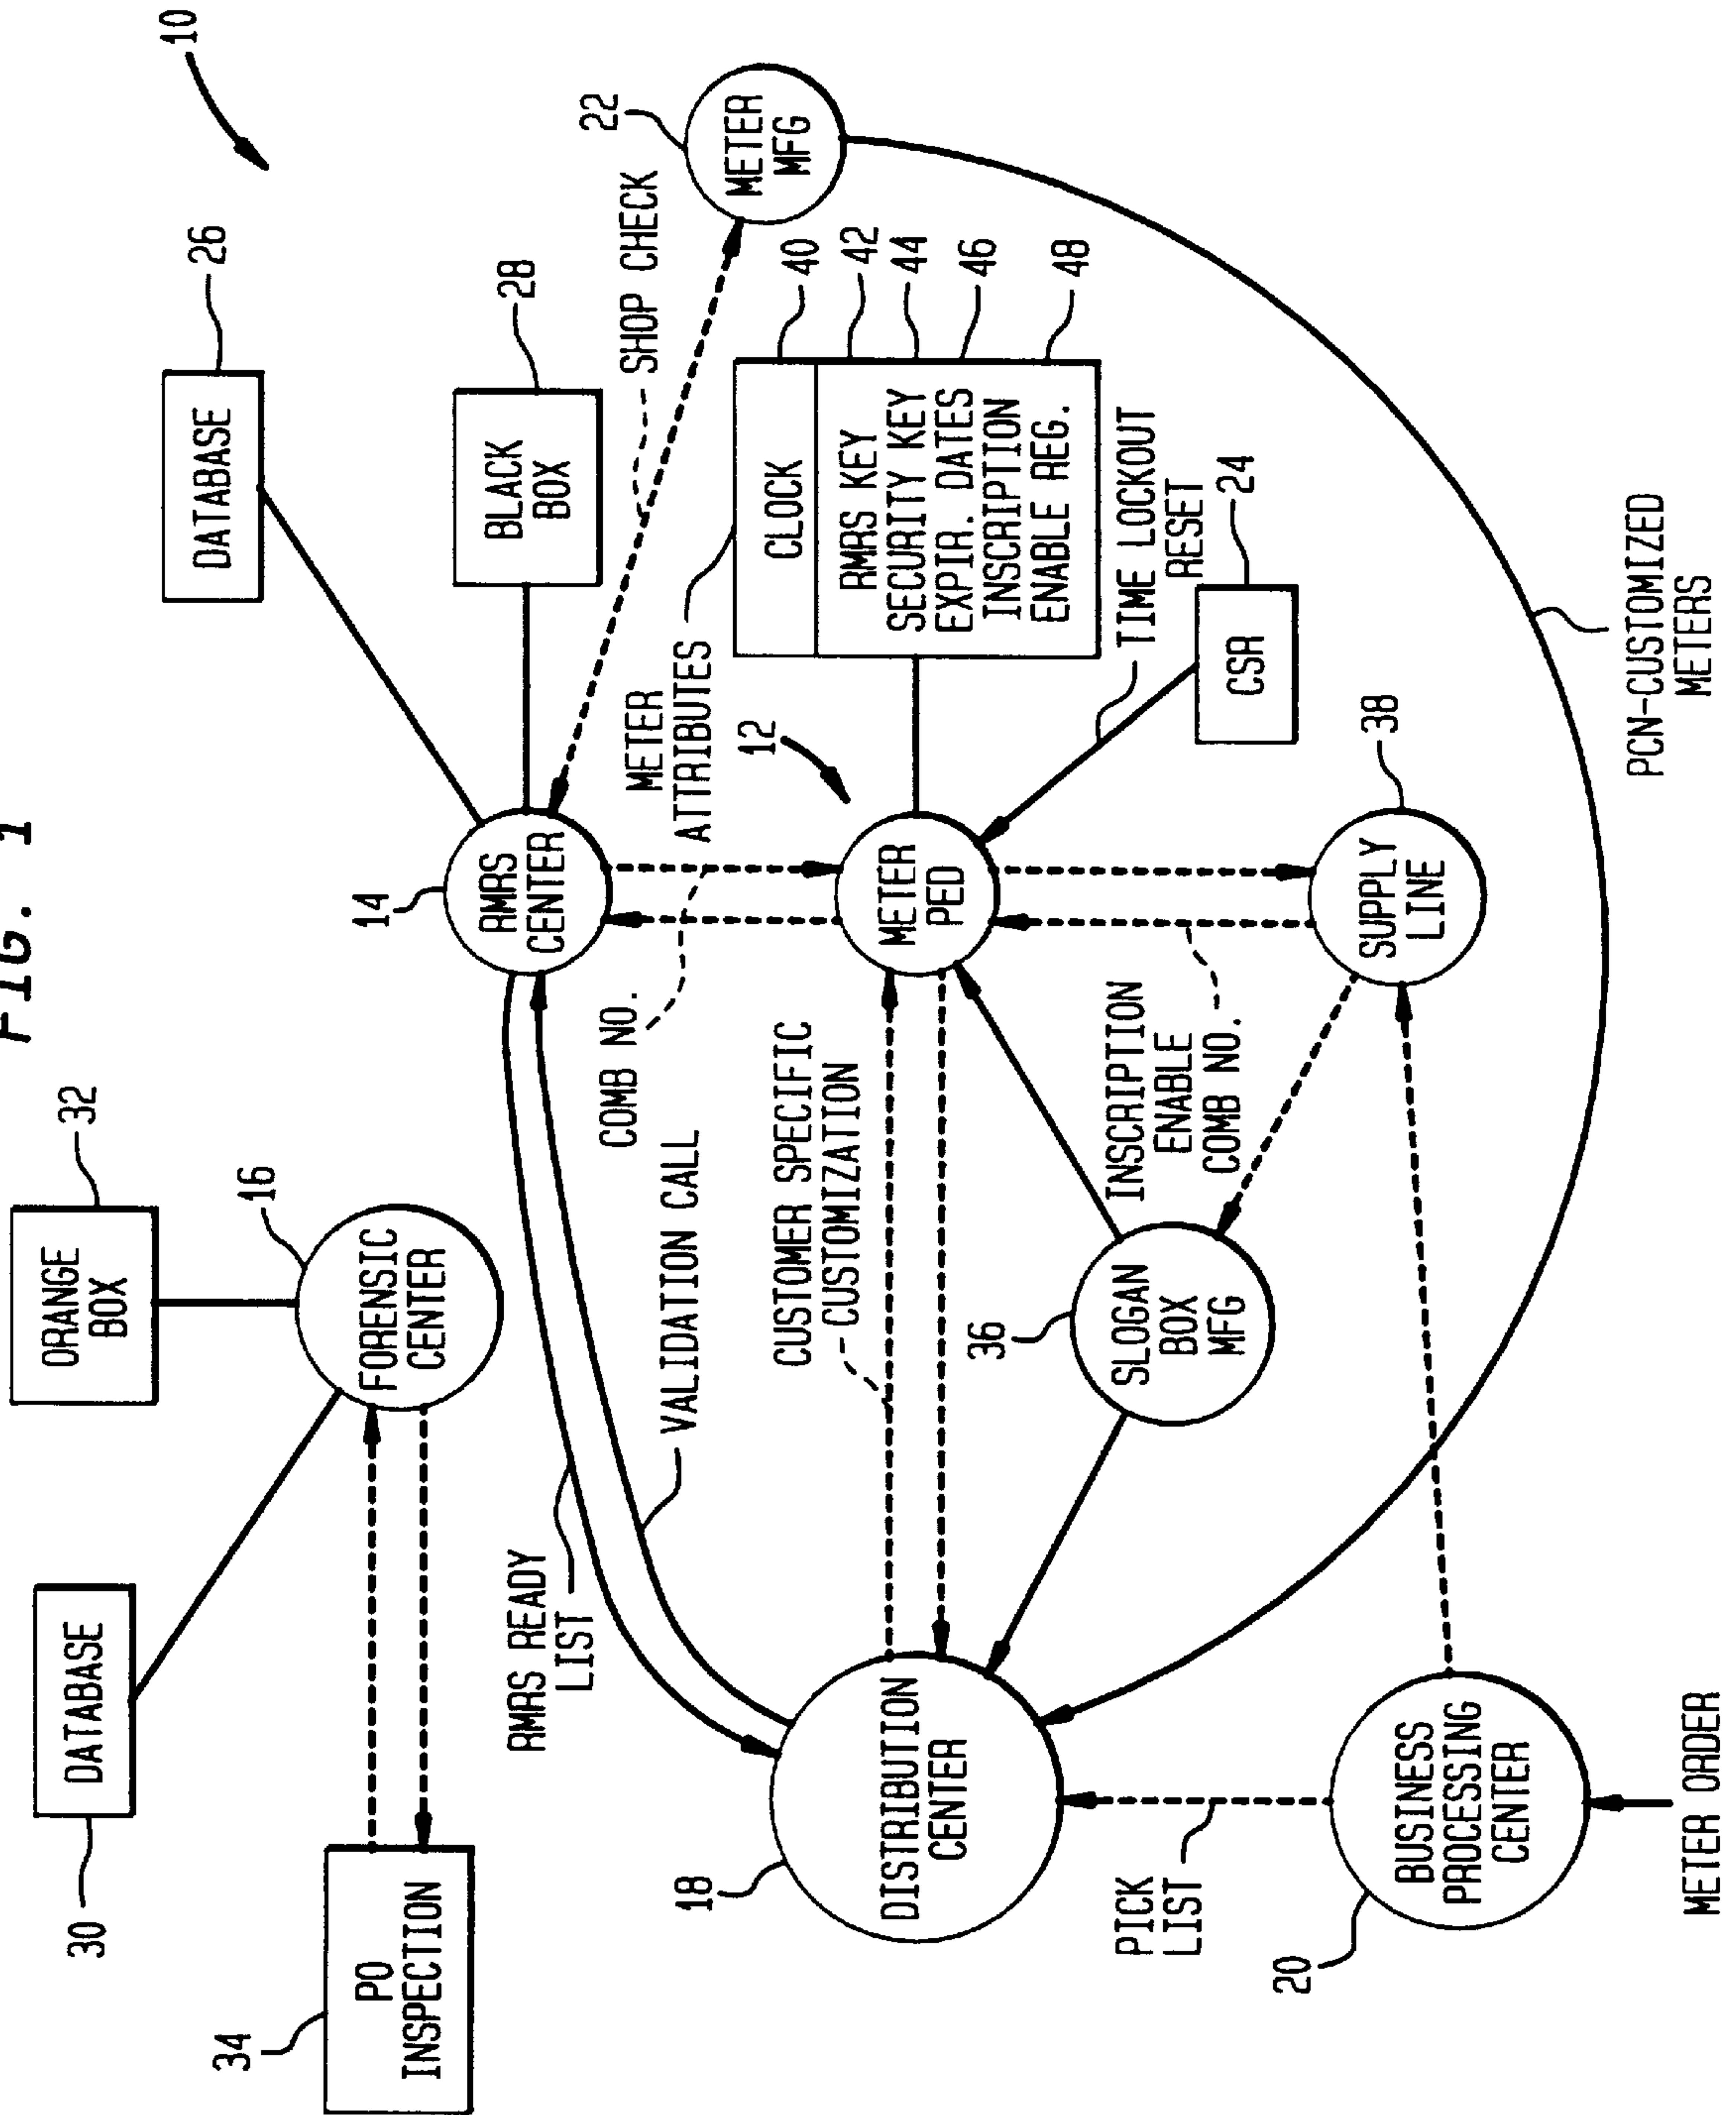 FIG. 1
10
DATABASE
26
BLACK
BOX
28
SHOP CHECK
METER
MFG
22
ORANGE
BOX
32
DATABASE
30
FORENSIC
CENTER
16
PO
INSPECTION
34
RMRS
CENTER
14
COMB NO.
METER
ATTRIBUTES
CLOCK
RMRS KEY
SECURITY KEY
EXPIR. DATES
INSCRIPTION
ENABLE REG.
40
42
44
46
48
12
METER
PED
TIME LOCKOUT
RESET
CSR
24
RMRS READY
LIST
VALIDATION CALL
CUSTOMER SPECIFIC
CUSTOMIZATION
DISTRIBUTION
CENTER
18
SLOGAN
BOX
MFG
36
INSCRIPTION
ENABLE
COMB NO.
SUPPLY
LINE
38
PICK
LIST
BUSINESS
PROCESSING
CENTER
20
METER ORDER
PCN-CUSTOMIZED
METERS